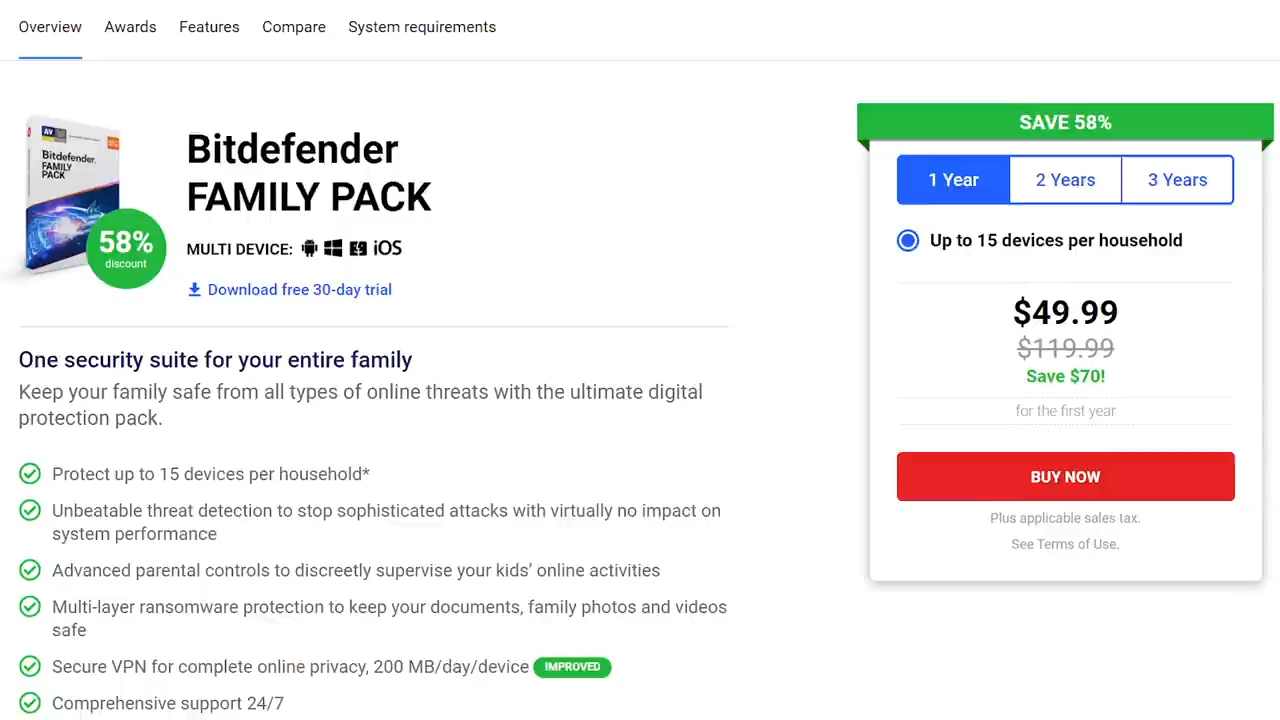 Overview Awards Features Compare System requirements
AV
Bitdefender.
FAMILY
PACK
58%
discount
Bitdefender
FAMILY PACK
MULTI DEVICE: iOS
Download free 30-day trial
One security suite for your entire family
Keep your family safe from all types of online threats with the ultimate digital
protection pack.
Protect up to 15 devices per household*
Unbeatable threat detection to stop sophisticated attacks with virtually no impact on
system performance
Advanced parental controls to discreetly supervise your kids’ online activities
Multi-layer ransomware protection to keep your documents, family photos and videos
safe
Secure VPN for complete online privacy, 200 MB/day/device IMPROVED
Comprehensive support 24/7
SAVE 58%
1 Year 2 Years 3 Years
Up to 15 devices per household
$49.99
$119.99
Save $70!
for the first year
BUY NOW
Plus applicable sales tax.
See Terms of Use.